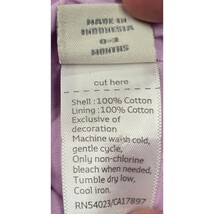 MADE IN
INDONESIA
0-3
MONTHS
cut here
Shell : 100% Cotton
Lining : 100% Cotton
Exclusive of
decoration
Machine wash cold,
gentle cycle,
Only non-chlorine
bleach when needed,
Tumble dry low,
Cool iron.
RN54023/CA17897